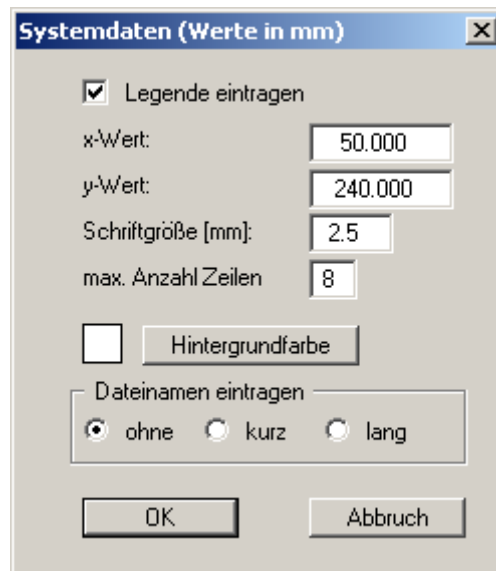 Systemdaten (Werte in mm)
Legende eintragen
x-Wert: 50.000
y-Wert: 240.000
Schriftgröße [mm]: 2.5
max. Anzahl Zeilen 8
Hintergrundfarbe
Dateinamen eintragen
ohne kurz lang
OK Abbruch